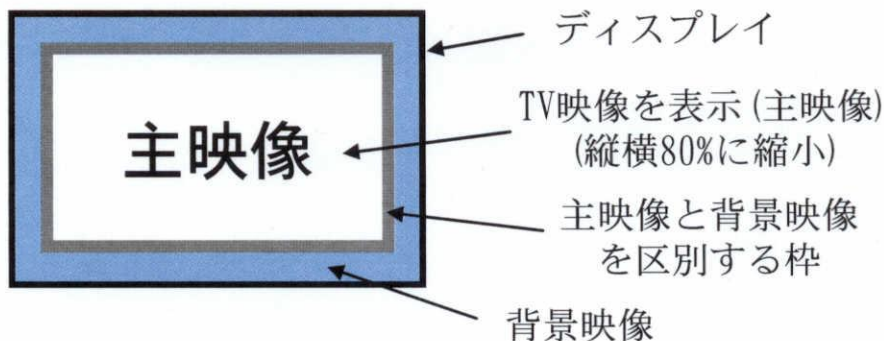 ディスプレイ
主映像
TV映像を表示(主映像)
(縦横80%に縮小)
主映像と背景映像
を区別する枠
背景映像